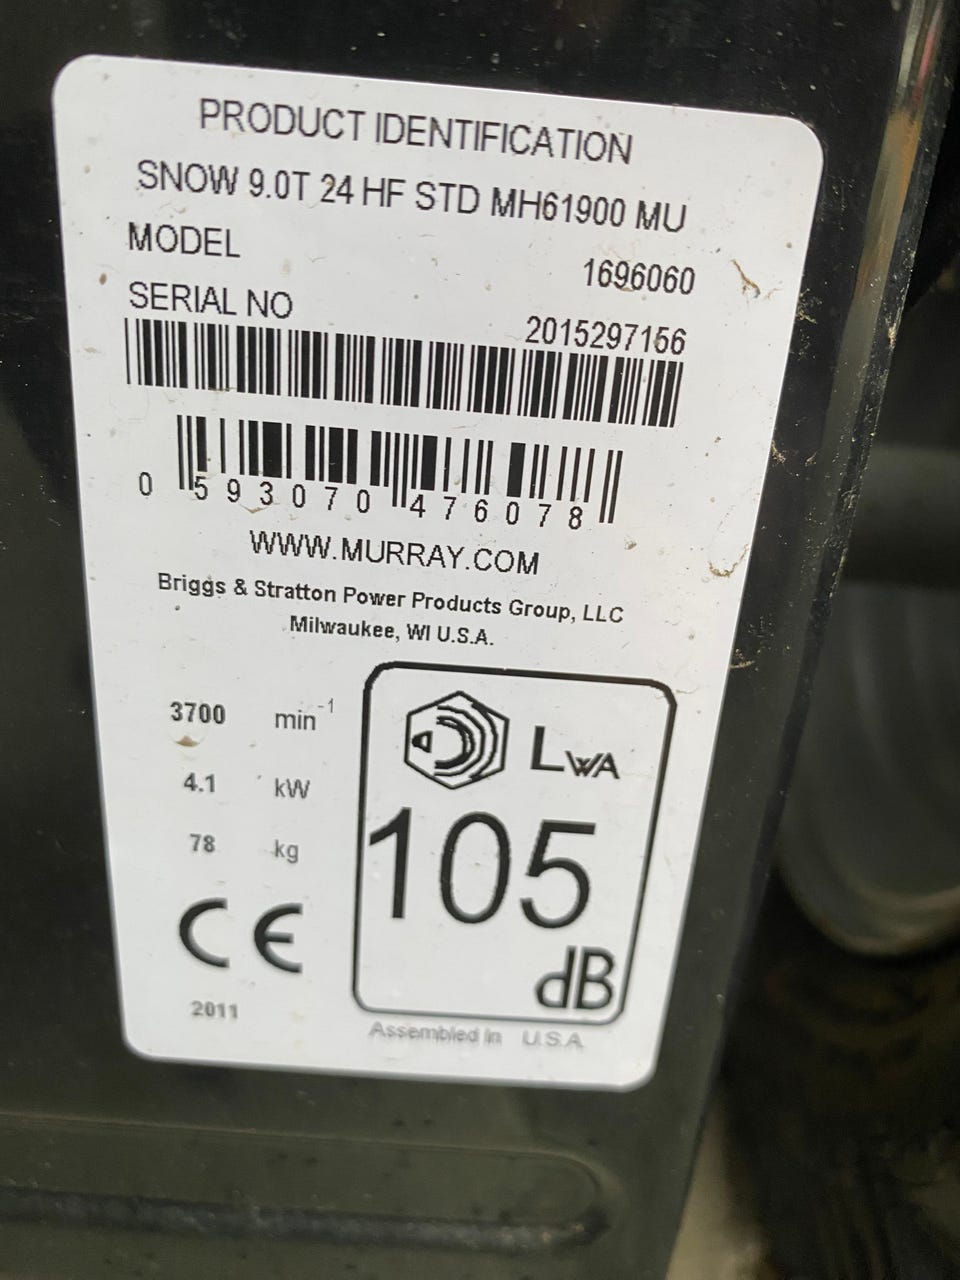 PRODUCT IDENTIFICATION
SNOW 9.0T 24 HF STD MH61900 MU
MODEL 1696060
SERIAL NO 2015297156
0 593070 476078
WWW.MURRAY.COM
Briggs & Stratton Power Products Group, LLC
Milwaukee, WI U.S.A.
3700 min⁻¹
4.1 kW
78 kg
CE
2011
LWA
105
dB
Assembled in U.S.A